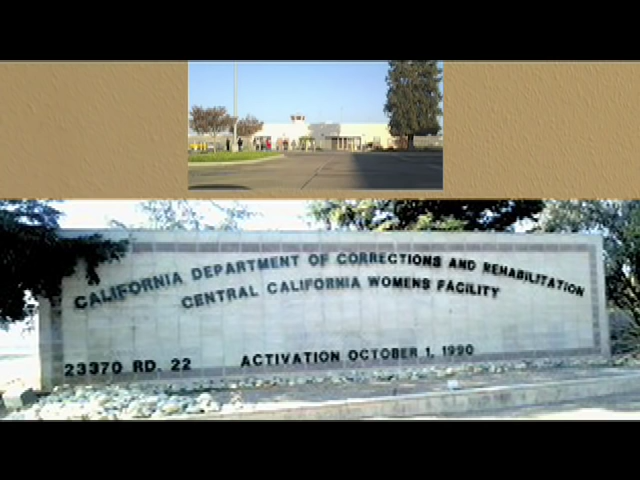 CALIFORNIA DEPARTMENT OF CORRECTIONS AND REHABILITATION
CENTRAL CALIFORNIA WOMENS FACILITY
23370 RD. 22 ACTIVATION OCTOBER 1, 1990